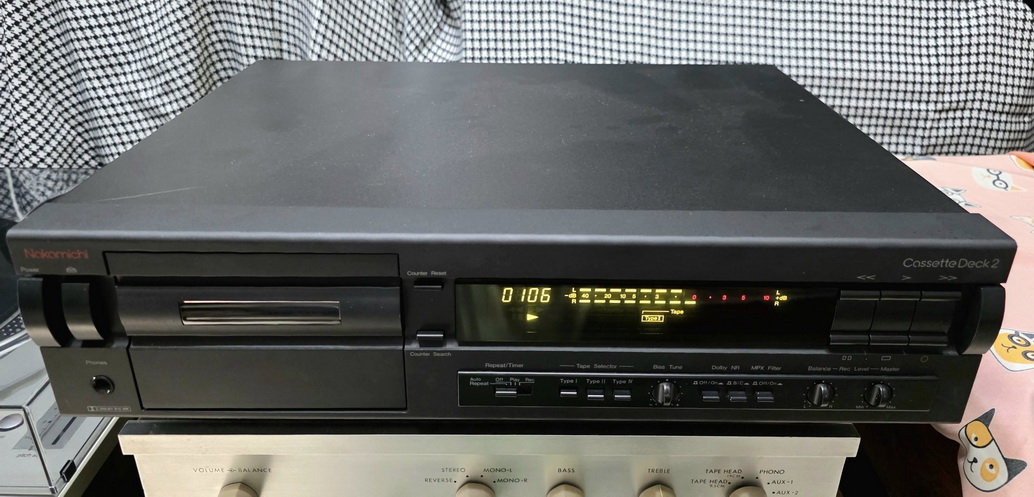 Nakamichi
Power
Cassette Deck 2
<< > >>
Counter Reset
0106
L
-dB 40 20 10 5 3 0 3 5 10 +dB
R
L
R
Tape
Type I
Counter Search
Phones
Repeat/Timer
Auto Repeat
Off Play Rec
Tape Selector
Type I Type II Type IV
Bias Tune
Dolby NR
Off/On B/C
MPX Filter
Off/On
Balance Rec Level Master
Min Max
VOLUME BALANCE
STEREO
REVERSE
MONO-L
MONO-R
BASS
TREBLE
TAPE HEAD
TAPE HEAD
PHONO
AUX-1
AUX-2